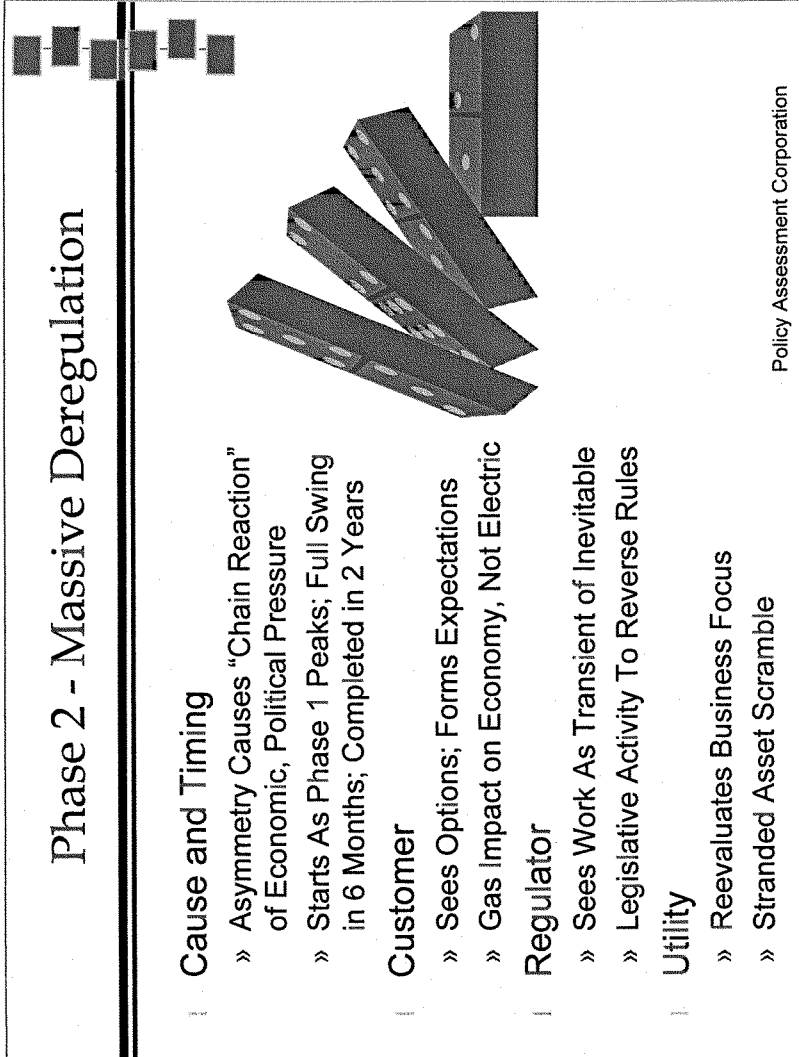 Phase 2 - Massive Deregulation
Cause and Timing
» Asymmetry Causes "Chain Reaction"
of Economic, Political Pressure
» Starts As Phase 1 Peaks; Full Swing
in 6 Months; Completed in 2 Years
Customer
» Sees Options; Forms Expectations
» Gas Impact on Economy, Not Electric
Regulator
» Sees Work As Transient of Inevitable
» Legislative Activity To Reverse Rules
Utility
» Reevaluates Business Focus
» Stranded Asset Scramble
Policy Assessment Corporation